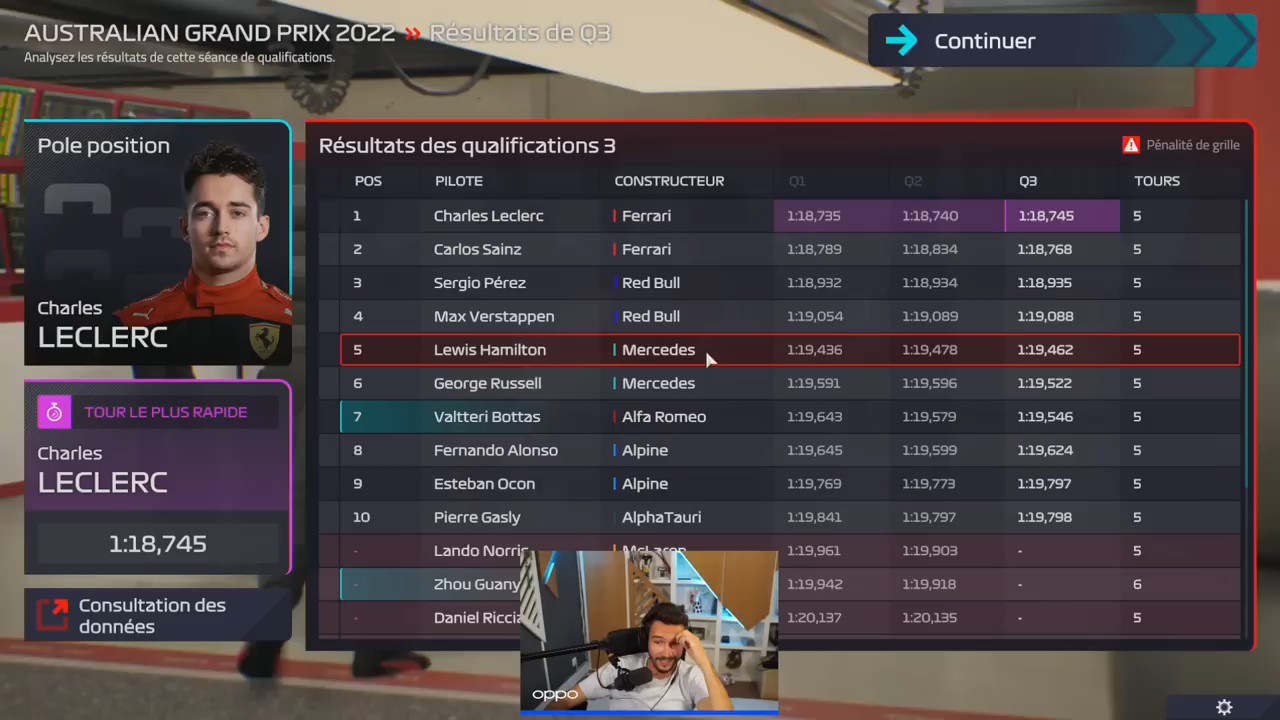 AUSTRALIAN GRAND PRIX 2022 » Résultats de Q3
Analysez les résultats de cette séance de qualifications.
Continuer
Pole position
Charles
LECLERC
TOUR LE PLUS RAPIDE
Charles
LECLERC
1:18,745
Consultation des
données
Résultats des qualifications 3
Pénalité de grille
POS PILOTE CONSTRUCTEUR Q1 Q2 Q3 TOURS
1 Charles Leclerc Ferrari 1:18,735 1:18,740 1:18,745 5
2 Carlos Sainz Ferrari 1:18,789 1:18,834 1:18,768 5
3 Sergio Pérez Red Bull 1:18,932 1:18,934 1:18,935 5
4 Max Verstappen Red Bull 1:19,054 1:19,089 1:19,088 5
5 Lewis Hamilton Mercedes 1:19,436 1:19,478 1:19,462 5
6 George Russell Mercedes 1:19,591 1:19,596 1:19,522 5
7 Valtteri Bottas Alfa Romeo 1:19,643 1:19,579 1:19,546 5
8 Fernando Alonso Alpine 1:19,645 1:19,599 1:19,624 5
9 Esteban Ocon Alpine 1:19,769 1:19,773 1:19,797 5
10 Pierre Gasly AlphaTauri 1:19,841 1:19,797 1:19,798 5
- Lando Norris McLaren 1:19,961 1:19,903 - 5
- Zhou Guany 1:19,942 1:19,918 - 6
- Daniel Riccia 1:20,137 1:20,135 - 5
oppo